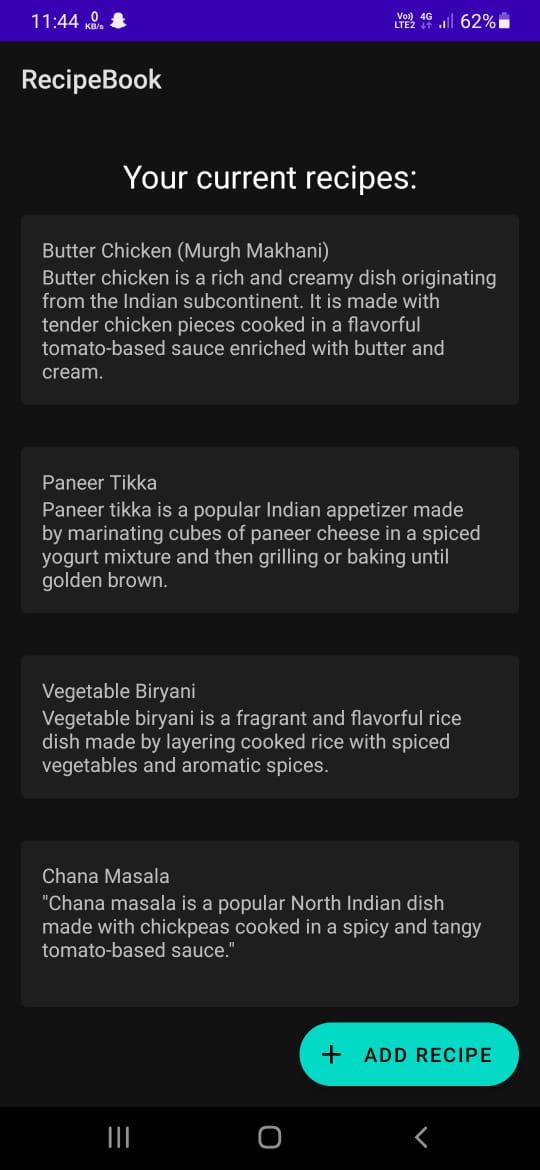 11:44 0 KB/s Vo) LTE2 4G 62%
RecipeBook
Your current recipes:
Butter Chicken (Murgh Makhani)
Butter chicken is a rich and creamy dish originating
from the Indian subcontinent. It is made with
tender chicken pieces cooked in a flavorful
tomato-based sauce enriched with butter and
cream.
Paneer Tikka
Paneer tikka is a popular Indian appetizer made
by marinating cubes of paneer cheese in a spiced
yogurt mixture and then grilling or baking until
golden brown.
Vegetable Biryani
Vegetable biryani is a fragrant and flavorful rice
dish made by layering cooked rice with spiced
vegetables and aromatic spices.
Chana Masala
"Chana masala is a popular North Indian dish
made with chickpeas cooked in a spicy and tangy
tomato-based sauce."
+ ADD RECIPE